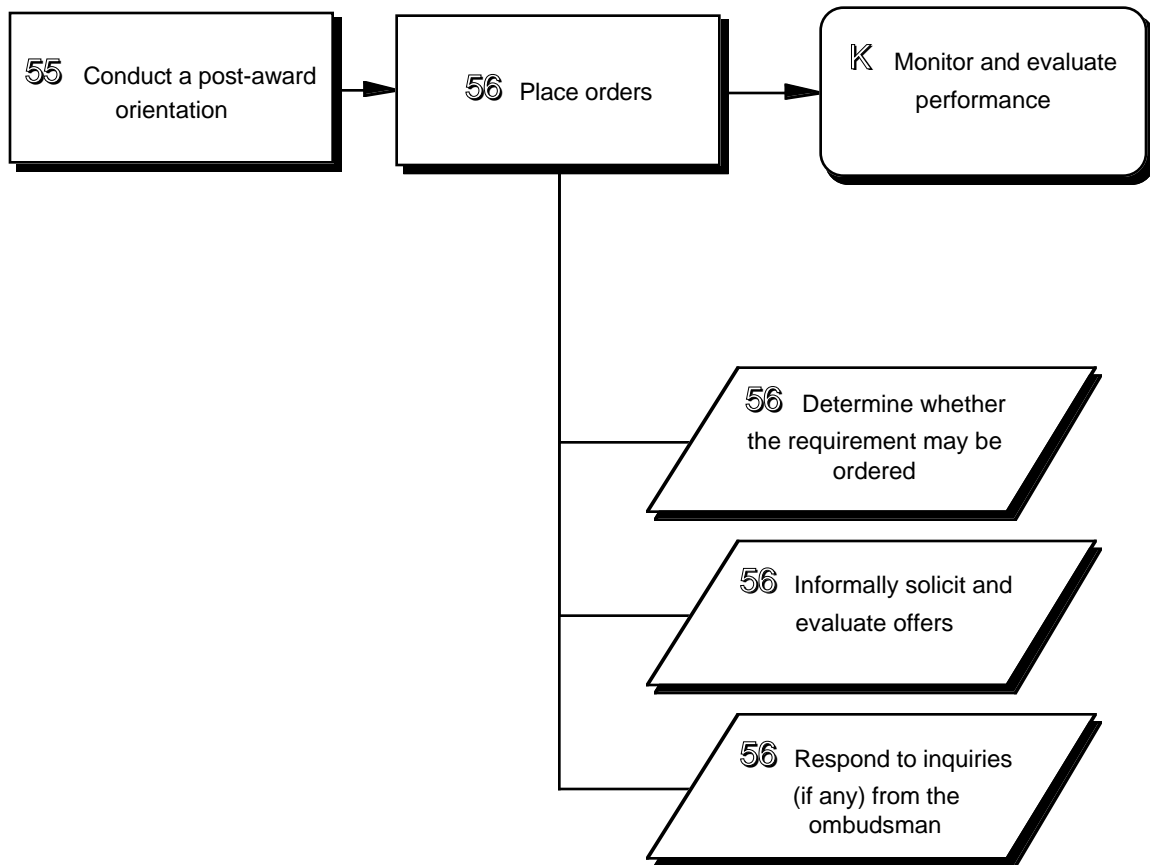 55 Conduct a post-award
orientation
56 Place orders
K Monitor and evaluate
performance
56 Determine whether
the requirement may be
ordered
56 Informally solicit and
evaluate offers
56 Respond to inquiries
(if any) from the
ombudsman